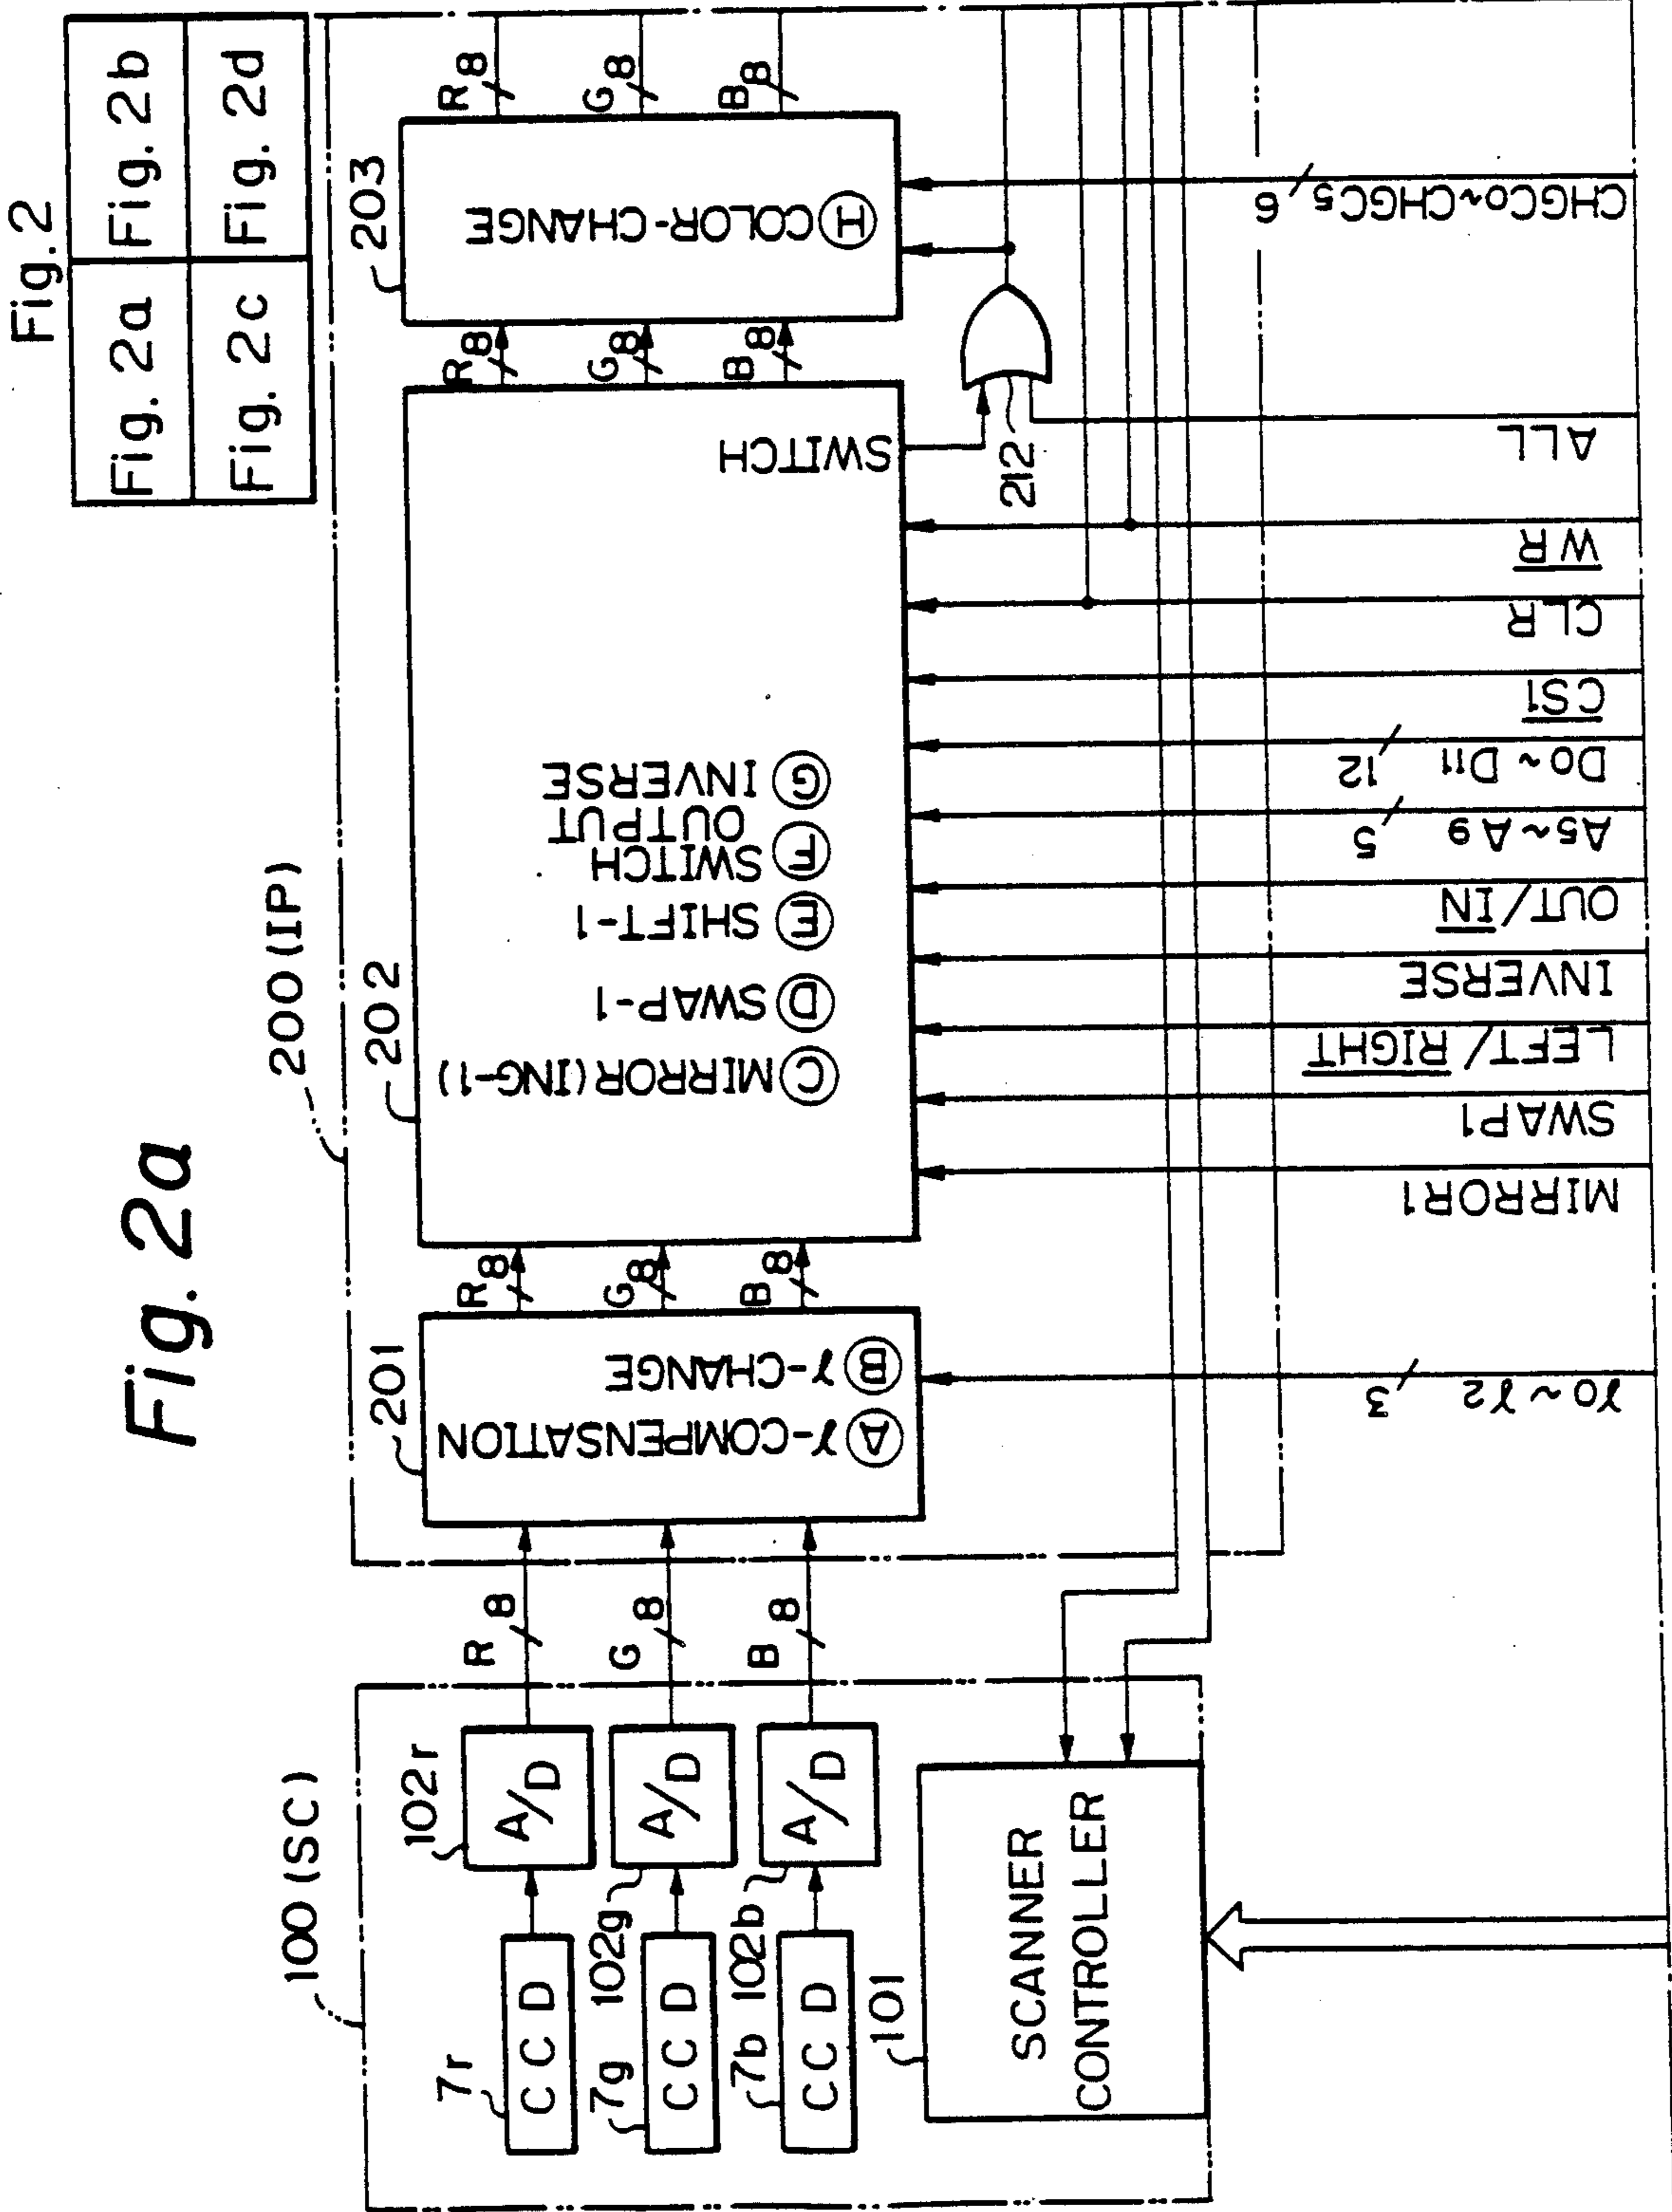 Fig. 2
Fig. 2a
Fig. 2b
Fig. 2c
Fig. 2d
Fig. 2a
100 (SC)
7r
CCD
102r
A/D
7g
CCD
102g
A/D
7b
CCD
102b
A/D
101
SCANNER
CONTROLLER
R 8
G 8
B 8
200 (IP)
201
Ⓐ γ-COMPENSATION
Ⓑ γ-CHANGE
R 8
G 8
B 8
202
Ⓒ MIRROR(ING-1)
Ⓓ SWAP-1
Ⓔ SHIFT-1
Ⓕ SWITCH
OUTPUT
Ⓖ INVERSE
SWITCH
R 8
G 8
B 8
203
Ⓗ COLOR-CHANGE
R 8
G 8
B 8
212
γ0~γ2 3
MIRROR1
SWAP1
LEFT/R̅I̅G̅H̅T̅
INVERSE
OUT/I̅N̅
A5~A9 5
D0~D11 12
C̅S̅1̅
CLR
W̅R̅
ALL
CHGC0~CHGC5 6